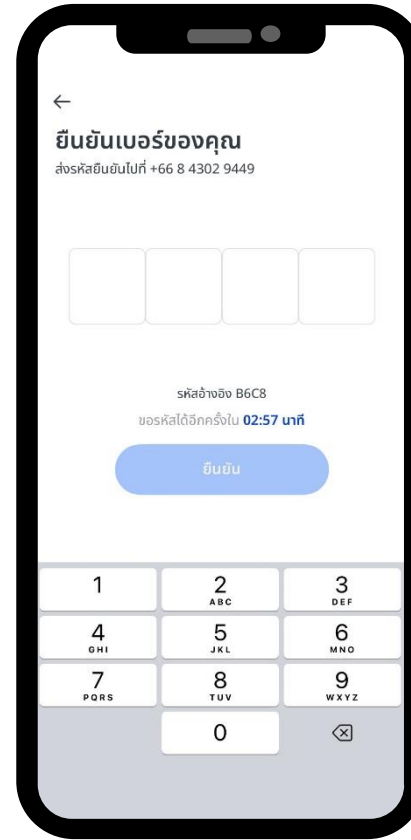 ยืนยันเบอร์ของคุณ
ส่งรหัสยืนยันไปที่ +66 8 4302 9449
รหัสอ้างอิง B6C8
ขอรหัสได้อีกครั้งใน 02:57 นาที
ยืนยัน
1 2 3
ABC DEF
4 5 6
GHI JKL MNO
7 8 9
PQRS TUV WXYZ
0